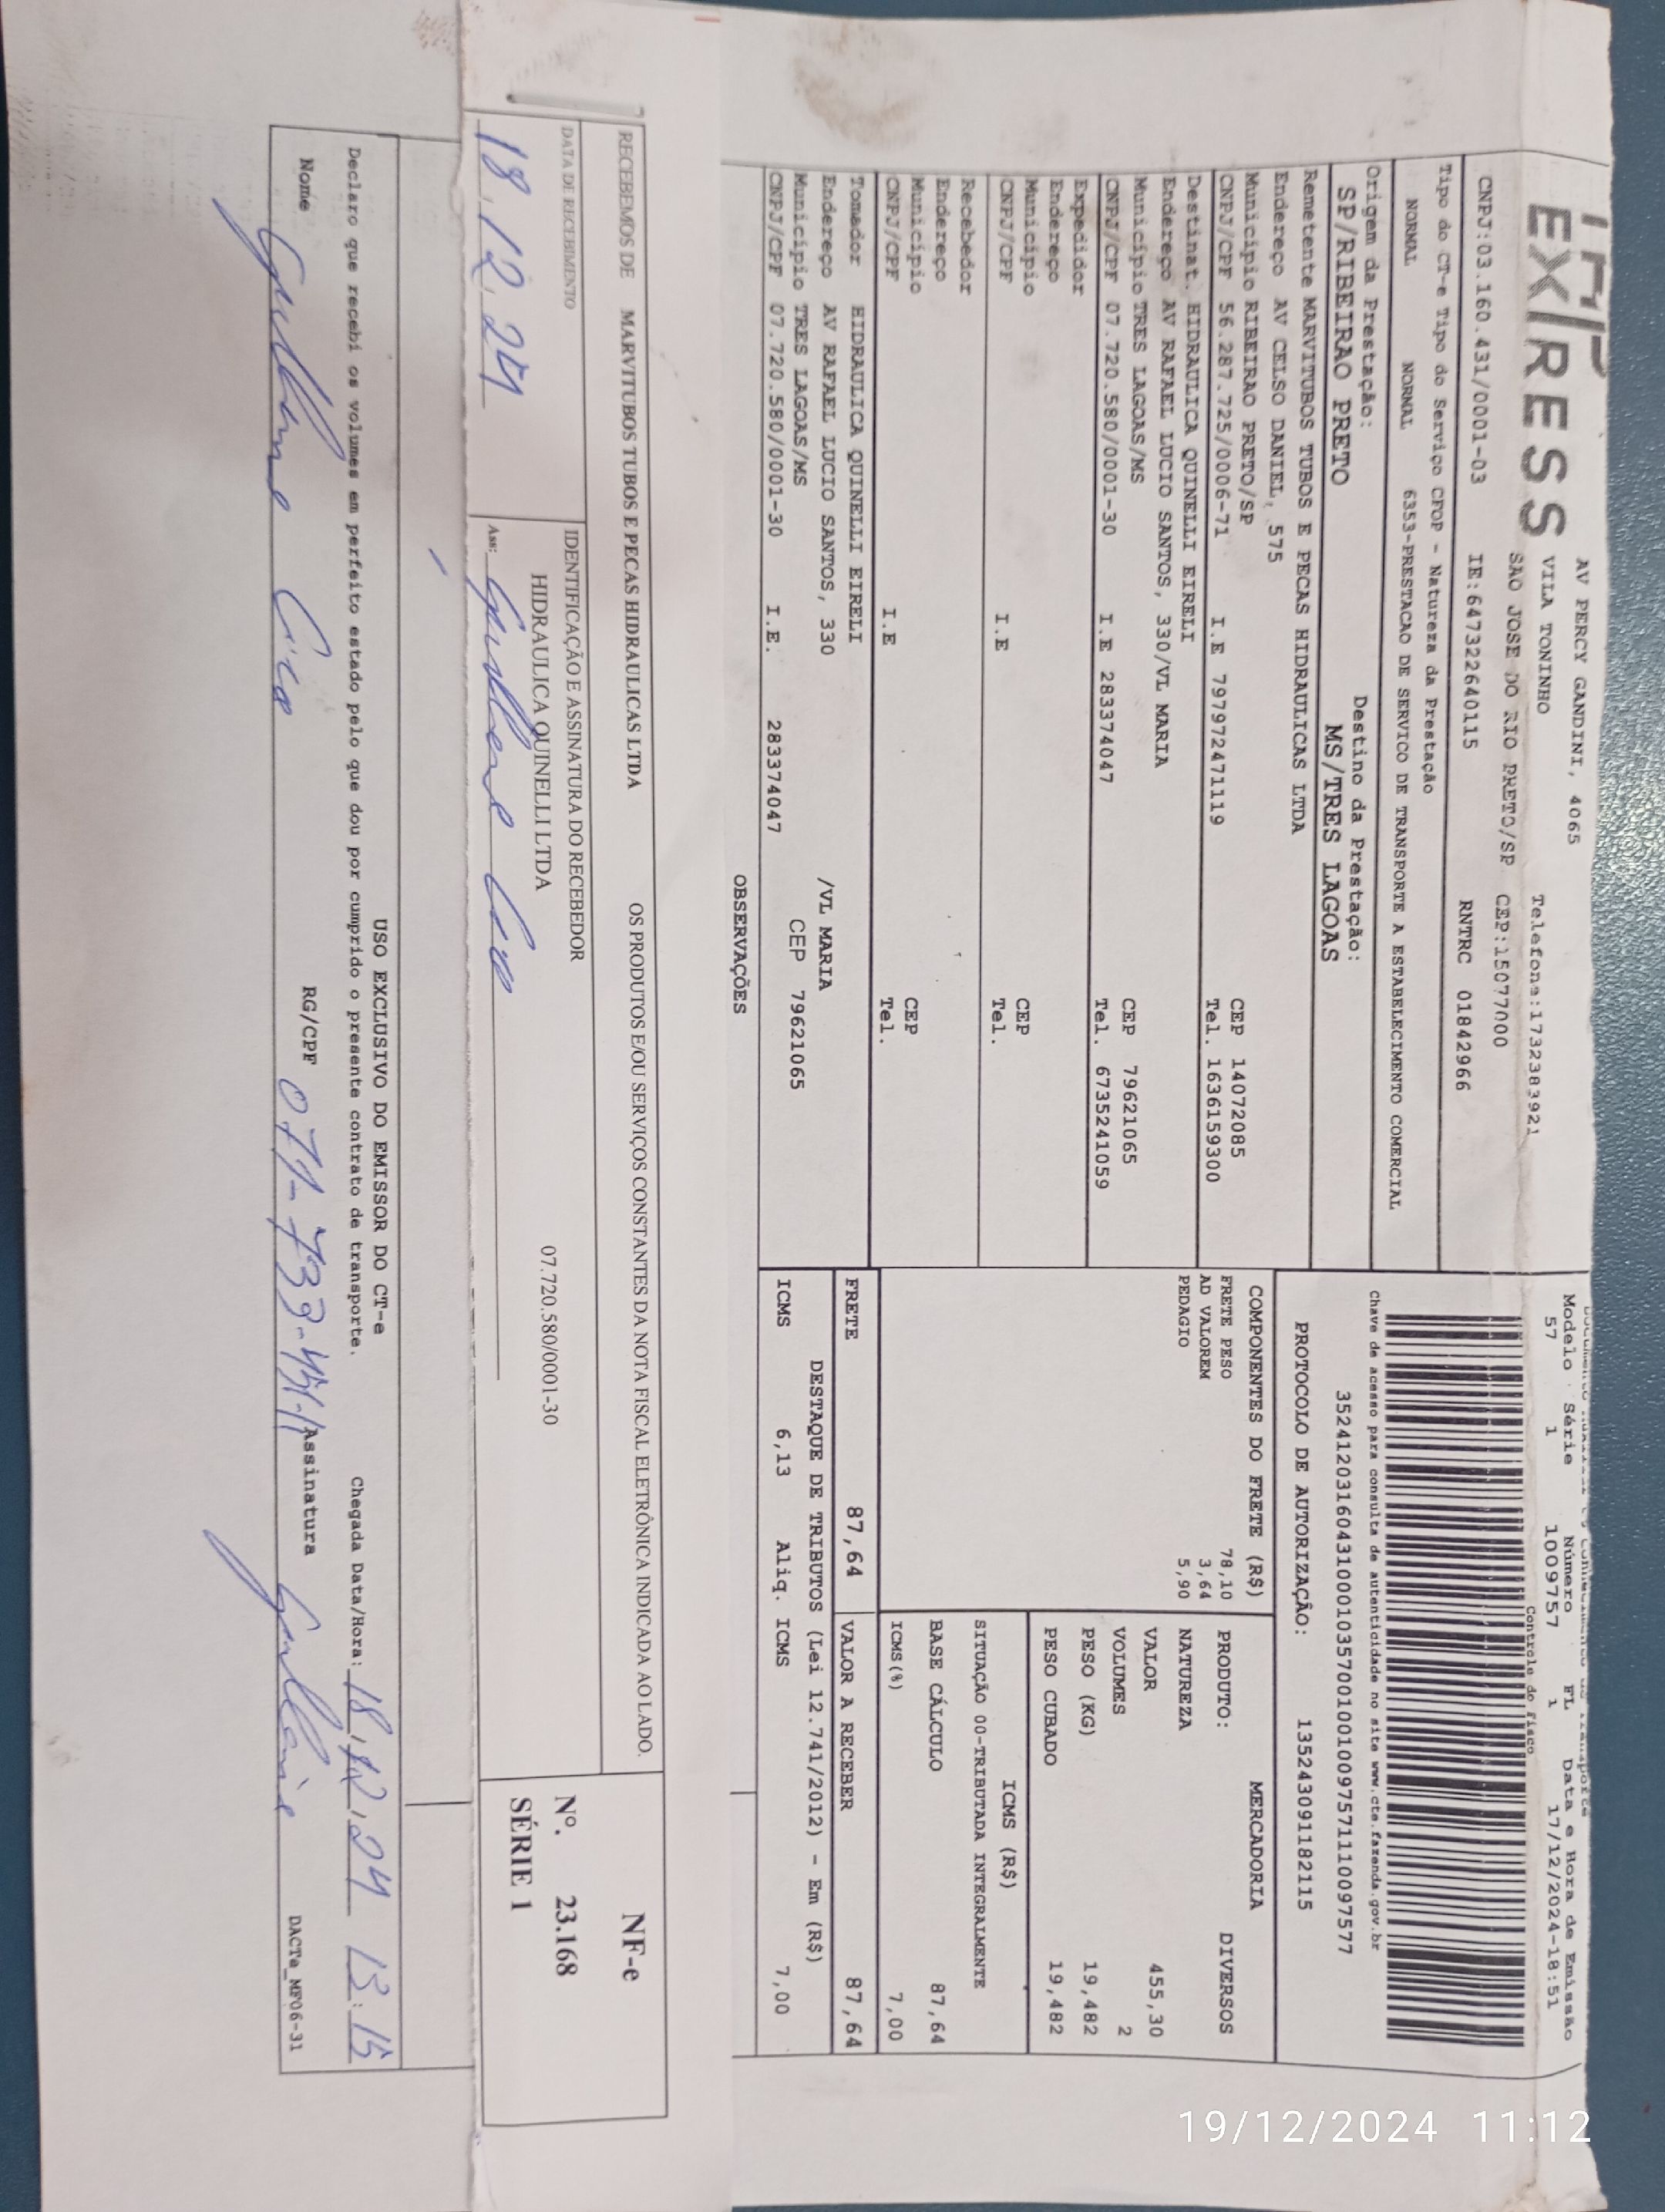 EXPRESS
AV PERCY GANDINI, 4065
VILA TONINHO
Telefone:1732383921
SAO JOSE DO RIO PRETO/SP CEP:15077000
CNPJ:03.160.431/0001-03 IE:647322640115 RNTRC 01842966
Modelo Série Número FL Data e Hora de Emissão
57 1 1009757 1 17/12/2024-18:51
Controle do Fisco
Tipo do CT-e Tipo do Serviço CFOP - Natureza da Prestação
NORMAL NORMAL 6353-PRESTACAO DE SERVICO DE TRANSPORTE A ESTABELECIMENTO COMERCIAL
Chave de acesso para consulta de autenticidade no site www.cte.fazenda.gov.br
35241203160431000103570010010097571110097577
Origem da Prestação: Destino da Prestação:
SP/RIBEIRAO PRETO MS/TRES LAGOAS
PROTOCOLO DE AUTORIZAÇÃO: 135243091182115
Remetente MARVITUBOS TUBOS E PECAS HIDRAULICAS LTDA
Endereço AV CELSO DANIEL, 575
Município RIBEIRAO PRETO/SP CEP 14072085
CNPJ/CPF 56.287.725/0006-71 I.E 797972471119 Tel. 1636159300
Destinat. HIDRAULICA QUINELLI EIRELI
Endereço AV RAFAEL LUCIO SANTOS, 330/VL MARIA
Município TRES LAGOAS/MS CEP 79621065
CNPJ/CPF 07.720.580/0001-30 I.E 283374047 Tel. 6735241059
Expedidor
Endereço
Município CEP
CNPJ/CPF I.E Tel.
Recebedor
Endereço
Município CEP
CNPJ/CPF I.E Tel.
Tomador HIDRAULICA QUINELLI EIRELI
Endereço AV RAFAEL LUCIO SANTOS, 330 /VL MARIA
Município TRES LAGOAS/MS CEP 79621065
CNPJ/CPF 07.720.580/0001-30 I.E. 283374047
COMPONENTES DO FRETE (R$)
FRETE PESO 78,10
AD VALOREM 3,64
PEDAGIO 5,90
MERCADORIA
PRODUTO: DIVERSOS
NATUREZA
VALOR 455,30
VOLUMES 2
PESO (KG) 19,482
PESO CUBADO 19,482
ICMS (R$)
SITUAÇÃO 00-TRIBUTADA INTEGRALMENTE
BASE CÁLCULO 87,64
ICMS(%) 7,00
FRETE 87,64 VALOR A RECEBER 87,64
DESTAQUE DE TRIBUTOS (Lei 12.741/2012) - Em (R$)
ICMS 6,13 Aliq. ICMS 7,00
OBSERVAÇÕES
RECEBEMOS DE MARVITUBOS TUBOS E PECAS HIDRAULICAS LTDA OS PRODUTOS E/OU SERVIÇOS CONSTANTES DA NOTA FISCAL ELETRÔNICA INDICADA AO LADO.
DATA DE RECEBIMENTO
18,12,24
IDENTIFICAÇÃO E ASSINATURA DO RECEBEDOR
HIDRAULICA QUINELLI LTDA 07.720.580/0001-30
Ass:
NF-e
Nº. 23.168
SÉRIE 1
USO EXCLUSIVO DO EMISSOR DO CT-e
Declaro que recebi os volumes em perfeito estado pelo que dou por cumprido o presente contrato de transporte. Chegada Data/Hora: 18,12,24 13:15
Nome RG/CPF Assinatura
DACTe_MF06-31
19/12/2024 11:12